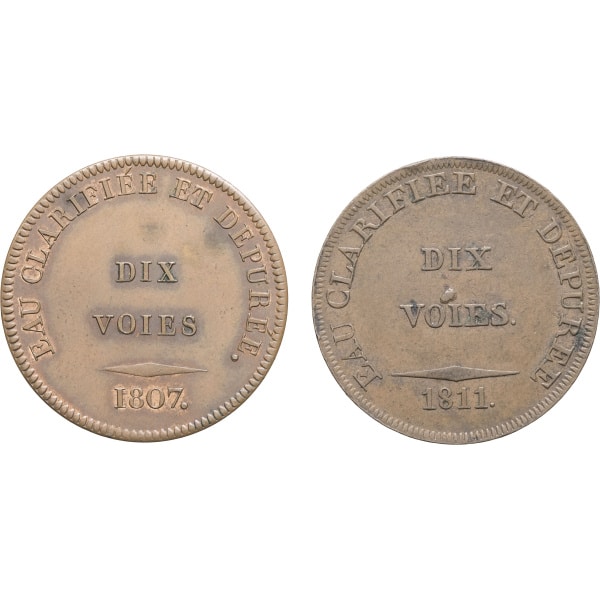 EAU CLARIFIÉE ET DEPURÉE.
DIX
VOIES
1807.
EAU CLARIFIEE ET DEPUREE
DIX
VOIES.
1811.